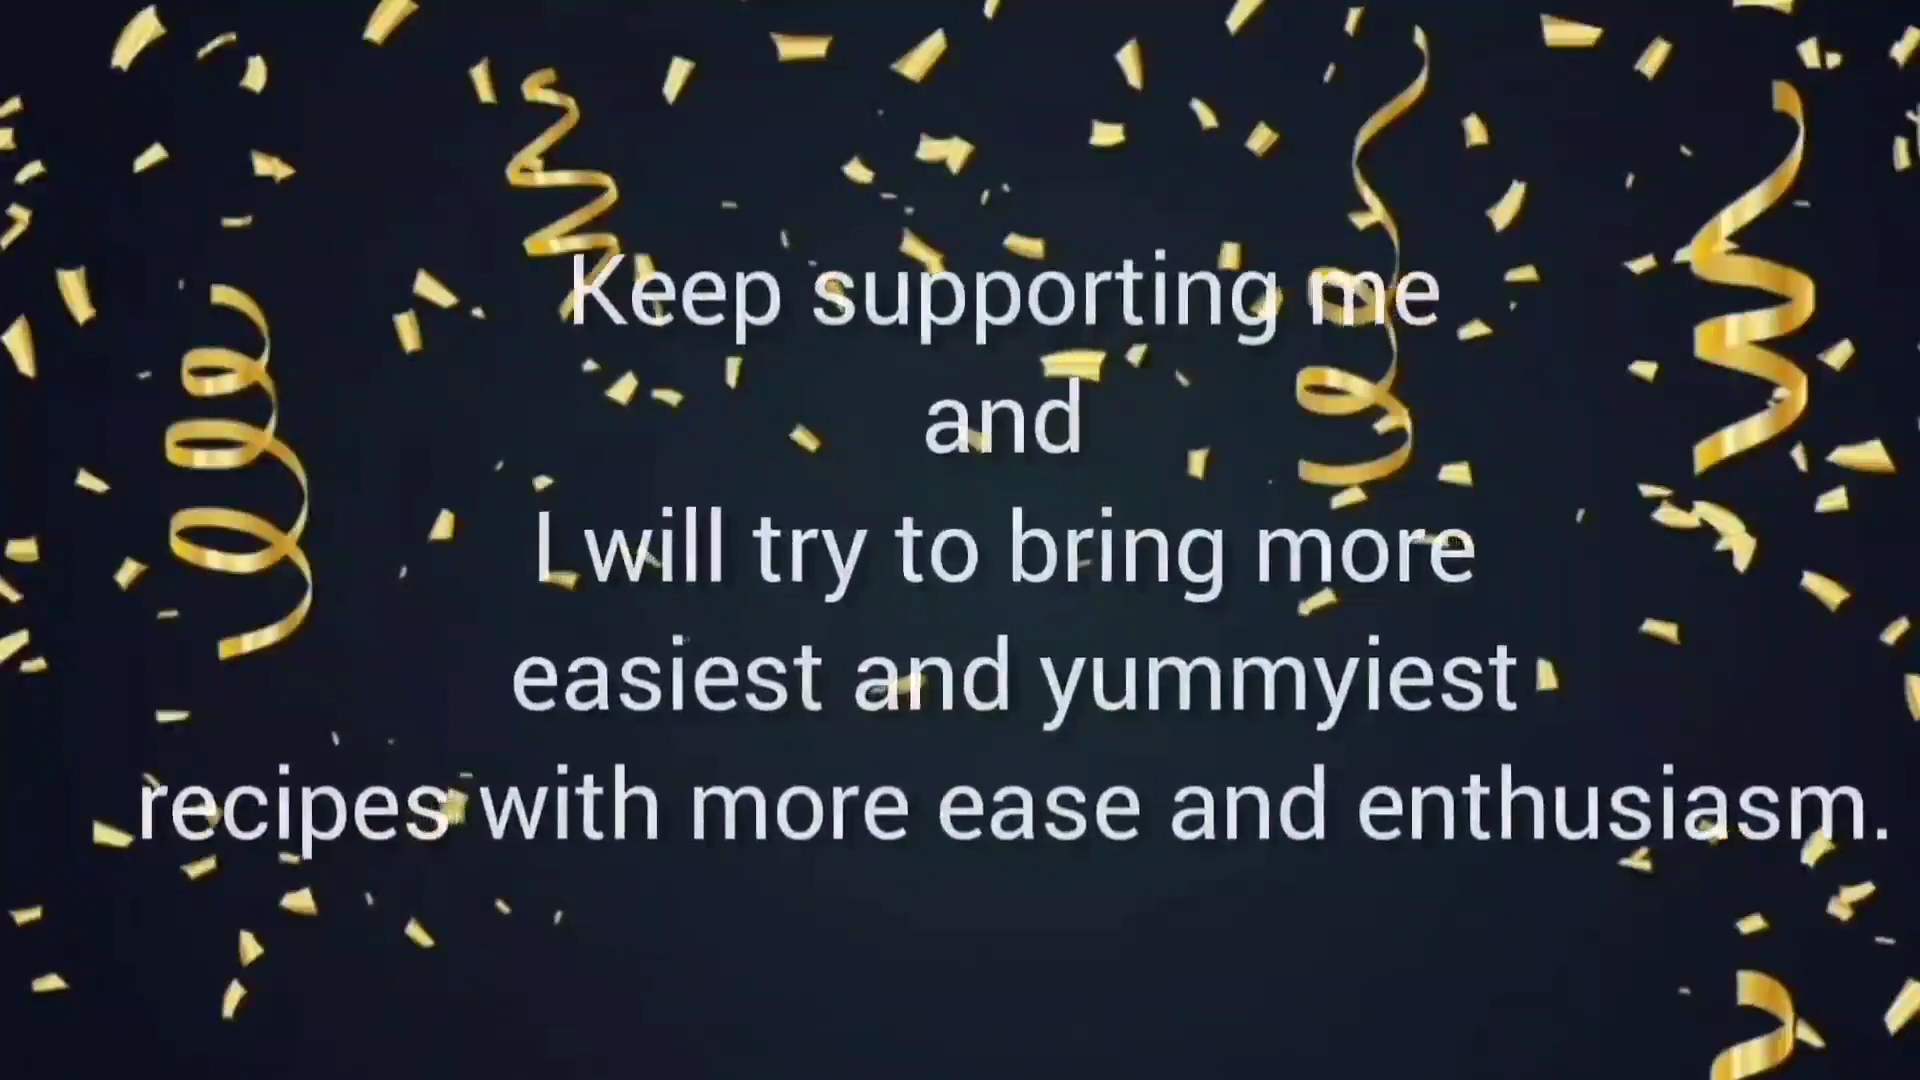 Keep supporting me
and
I will try to bring more
easiest and yummyiest
recipes with more ease and enthusiasm.